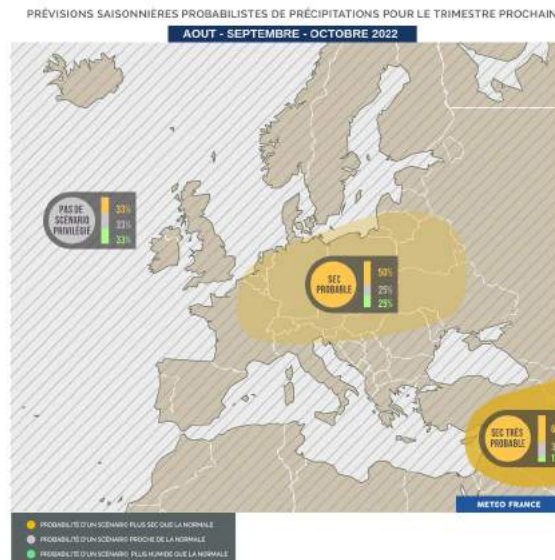 PRÉVISIONS SAISONNIÈRES PROBABILISTES DE PRÉCIPITATIONS POUR LE TRIMESTRE PROCHAIN
AOUT - SEPTEMBRE - OCTOBRE 2022
PAS DE
SCÉNARIO
PRIVILÉGIÉ
33%
33%
33%
SEC
PROBABLE
50%
25%
25%
SEC TRÈS
PROBABLE
METEO FRANCE
PROBABILITÉ D'UN SCÉNARIO PLUS SEC QUE LA NORMALE
PROBABILITÉ D'UN SCÉNARIO PROCHE DE LA NORMALE
PROBABILITÉ D'UN SCÉNARIO PLUS HUMIDE QUE LA NORMALE